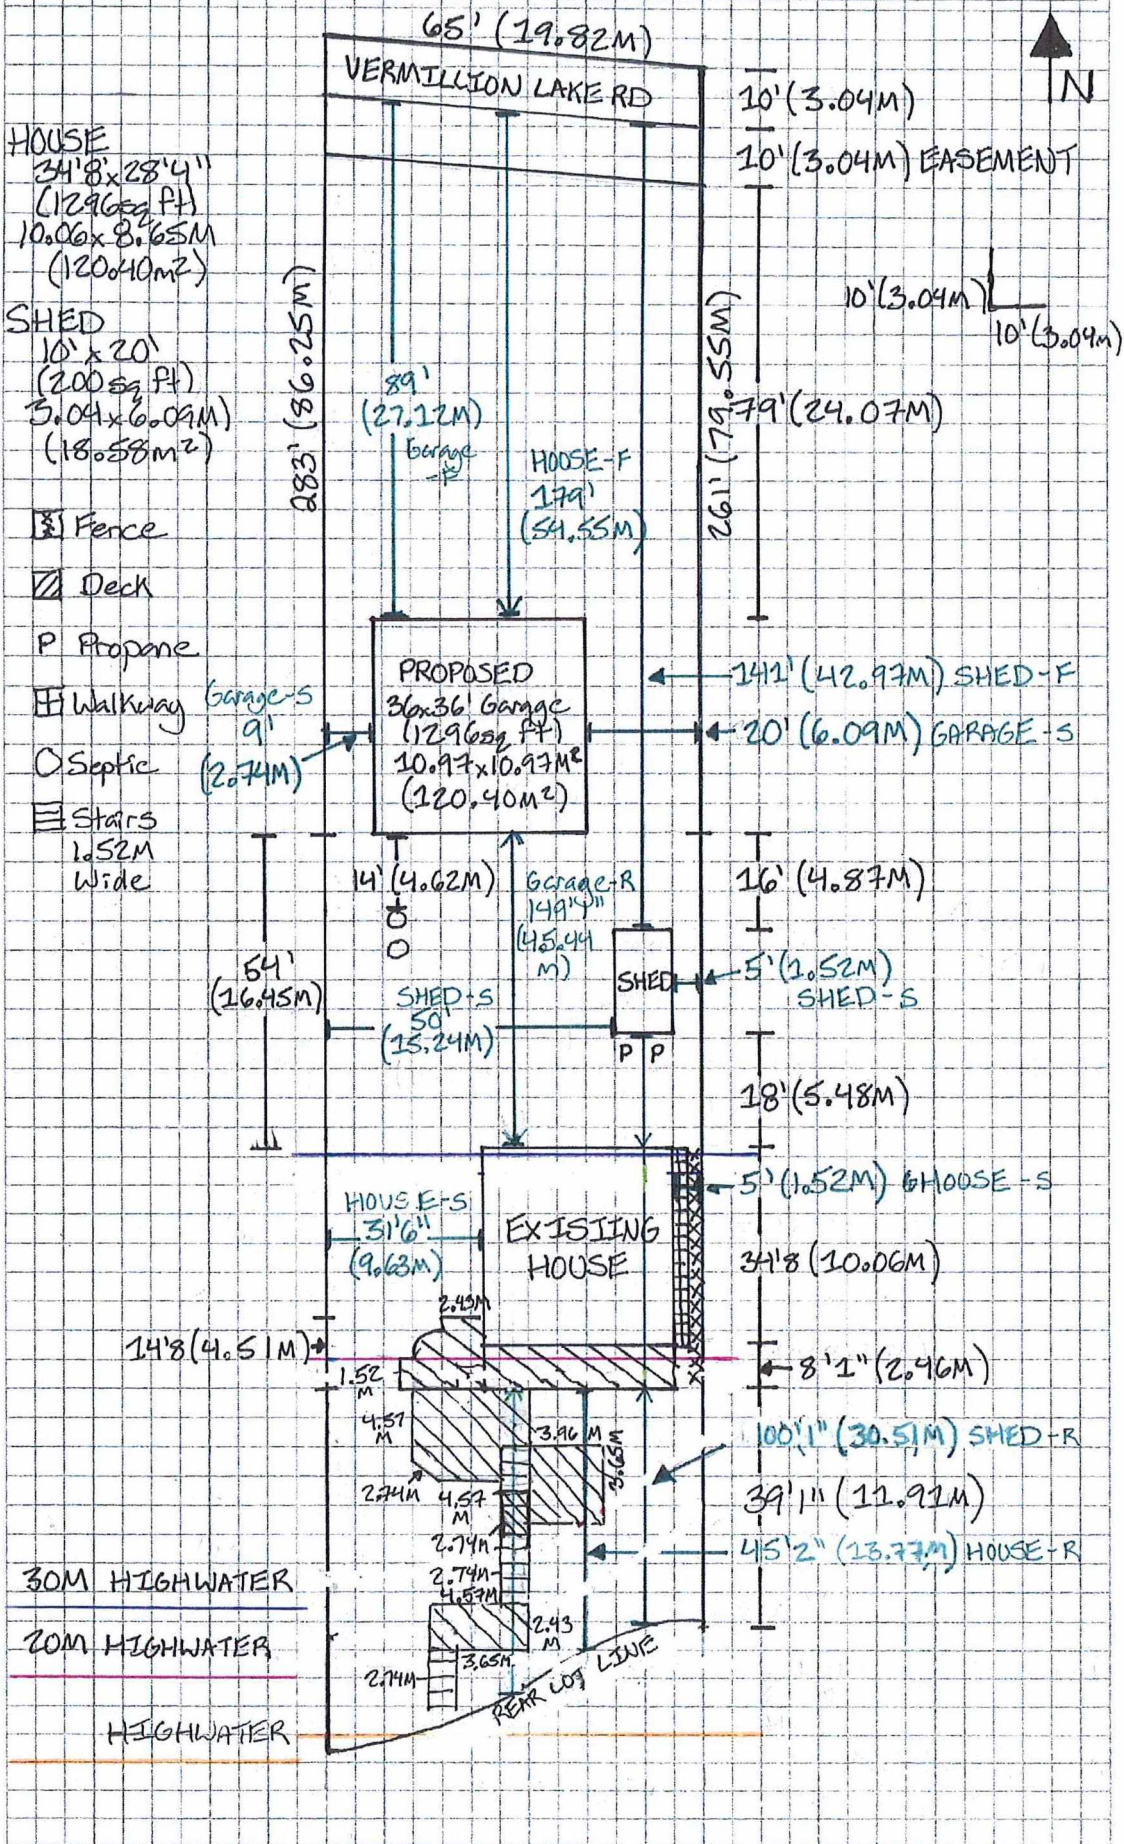 65' (19.82M)
VERMILLION LAKE RD
N
10' (3.04M)
10' (3.04M) EASEMENT
HOUSE
34'8'x28'4"
(1296sq ft)
10.06x8.65M
(120.40m²)
SHED
10' x 20'
(200 sq ft)
3.04x6.09M)
(18.58m²)
Fence
Deck
P Propane
Walkway
Septic
Stairs
1.52M
Wide
283' (86.25M)
261' (79.55M)
10' (3.04M)
10' (3.04M)
79' (24.07M)
89'
(27.12M)
Garage
-F
HOOSE-F
179'
(54.55M)
PROPOSED
36x36' Garage
(1296sq ft)
10.97x10.97M²
(120.40M²)
Garage-S
9'
(2.74M)
141' (42.97M) SHED-F
20' (6.09M) GARAGE-S
14' (4.62M)
Garage-R
149'4"
(45.44
M)
16' (4.87M)
54'
(16.45M)
SHED
5' (1.52M)
SHED-S
SHED-S
50'
(15.24M)
P P
18' (5.48M)
5' (1.52M) GHOOSE-S
HOUSE-S
31'6"
(9.63M)
EXISTING
HOUSE
34'8 (10.06M)
2.43M
14'8 (4.51M)
8'1" (2.46M)
1.52
M
4.57
M
3.96 M
3.65M
100'1" (30.51M) SHED-R
2.74M
4.57
M
39'1" (11.91M)
2.74M
45'2" (13.77M) HOUSE-R
2.74M
4.57M
30M HIGHWATER
2.43
M
20M HIGHWATER
3.65M
2.74M
REAR LOT LINE
HIGHWATER